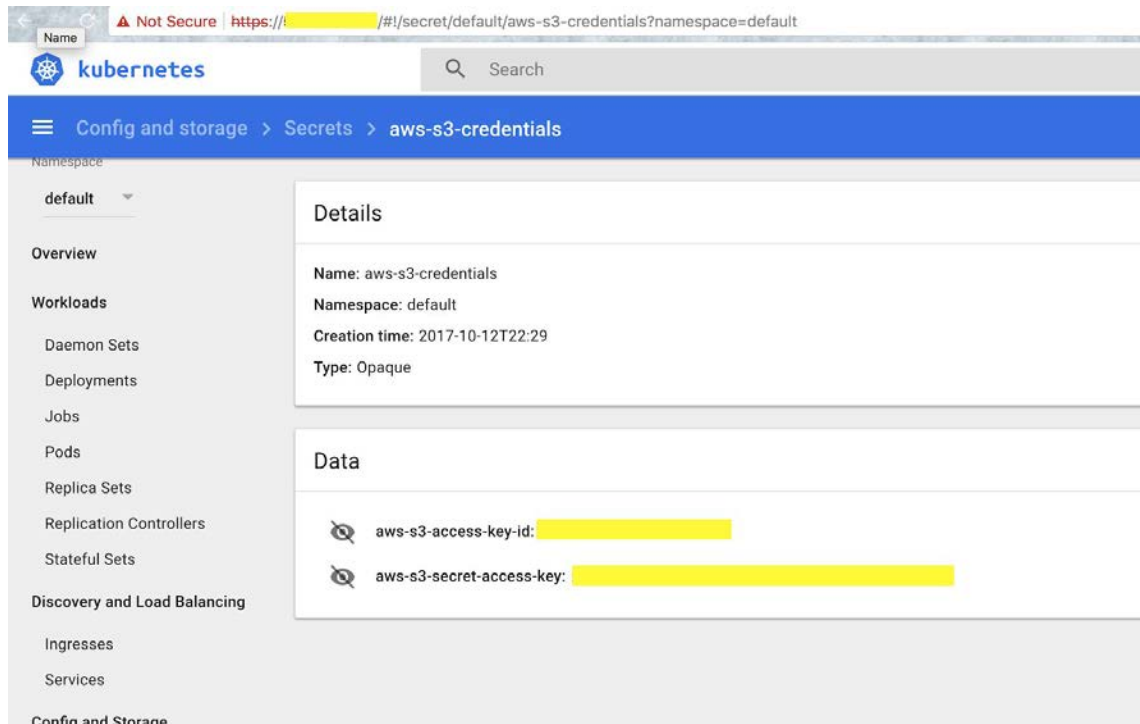 Not Secure https:// /#!/secret/default/aws-s3-credentials?namespace=default
Name
kubernetes
Search
Config and storage > Secrets > aws-s3-credentials
Namespace
default
Overview
Workloads
Daemon Sets
Deployments
Jobs
Pods
Replica Sets
Replication Controllers
Stateful Sets
Discovery and Load Balancing
Ingresses
Services
Config and Storage
Details
Name: aws-s3-credentials
Namespace: default
Creation time: 2017-10-12T22:29
Type: Opaque
Data
aws-s3-access-key-id:
aws-s3-secret-access-key: